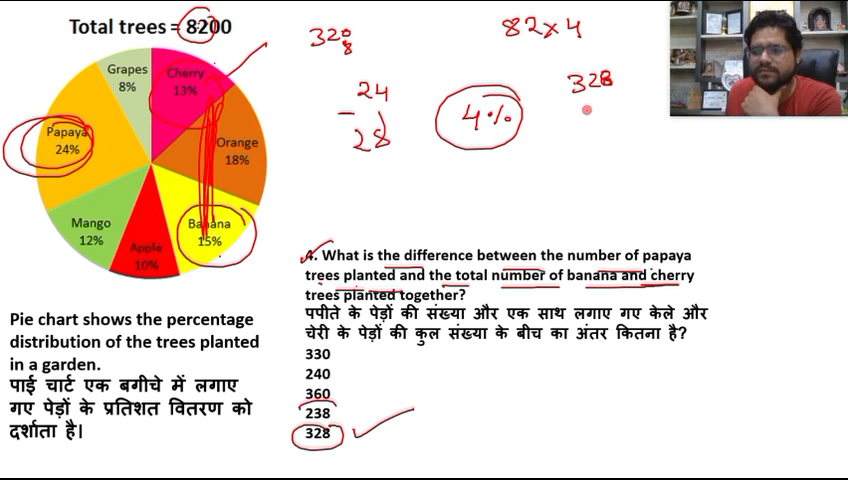 Total trees = 8200
Grapes
8%
Cherry
13%
Orange
18%
Banana
15%
Apple
10%
Mango
12%
Papaya
24%
Pie chart shows the percentage
distribution of the trees planted
in a garden.
पाई चार्ट एक बगीचे में लगाए
गए पेड़ों के प्रतिशत वितरण को
दर्शाता है।
320
8
24
- 28
4%
82x4
328
4. What is the difference between the number of papaya
trees planted and the total number of banana and cherry
trees planted together?
पपीते के पेड़ों की संख्या और एक साथ लगाए गए केले और
चेरी के पेड़ों की कुल संख्या के बीच का अंतर कितना है?
330
240
360
238
328